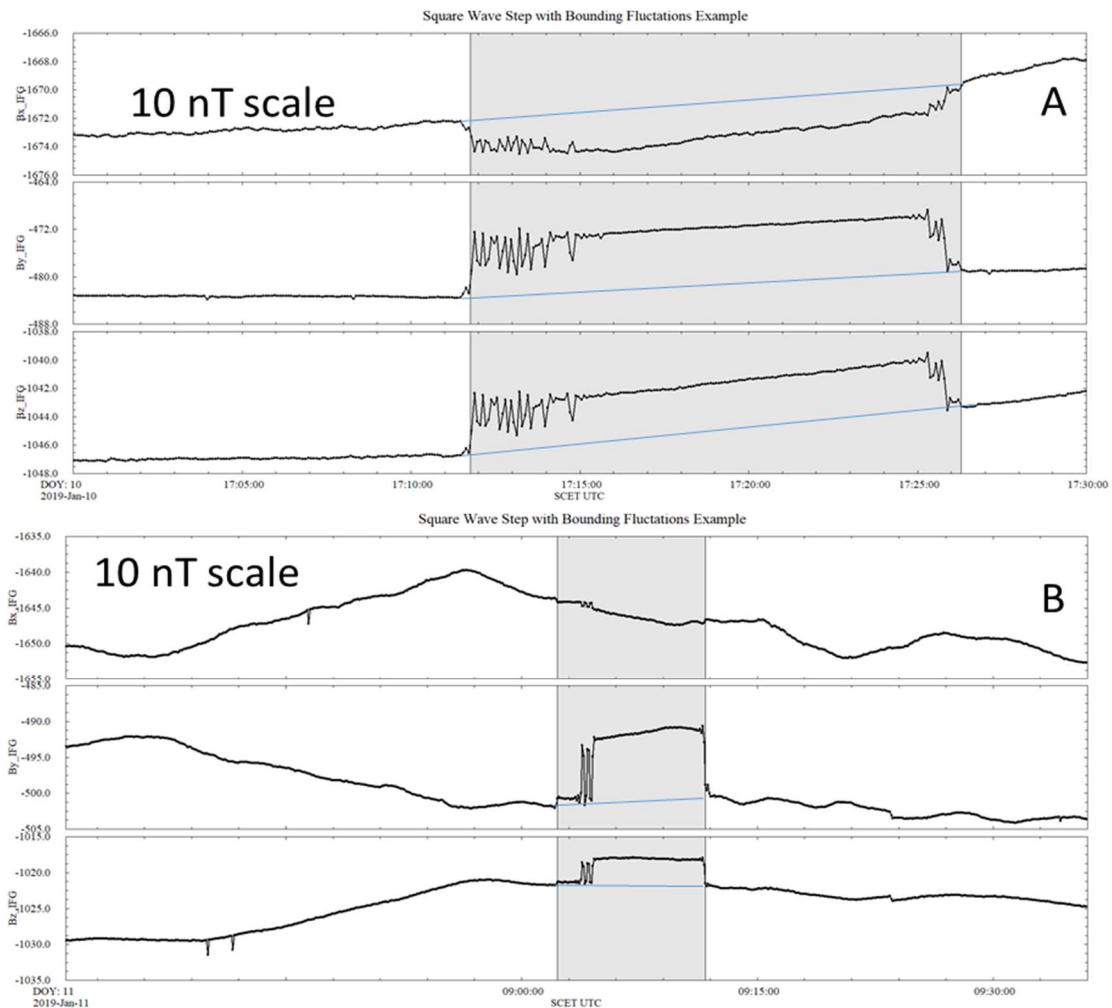 Square Wave Step with Bounding Fluctations Example
-1666.0
-1668.0
-1670.0
-1672.0
-1674.0
-1676.0
Bx_IFG
10 nT scale
A
-464.0
-472.0
-480.0
-488.0
By_IFG
-1038.0
-1040.0
-1042.0
-1044.0
-1046.0
-1048.0
Bz_IFG
DOY: 10
2019-Jan-10
17:05:00
17:10:00
17:15:00
17:20:00
17:25:00
17:30:00
SCET UTC
Square Wave Step with Bounding Fluctations Example
-1635.0
-1640.0
-1645.0
-1650.0
-1655.0
Bx_IFG
10 nT scale
B
-485.0
-490.0
-495.0
-500.0
-505.0
By_IFG
-1015.0
-1020.0
-1025.0
-1030.0
-1035.0
Bz_IFG
DOY: 11
2019-Jan-11
09:00:00
09:15:00
09:30:00
SCET UTC